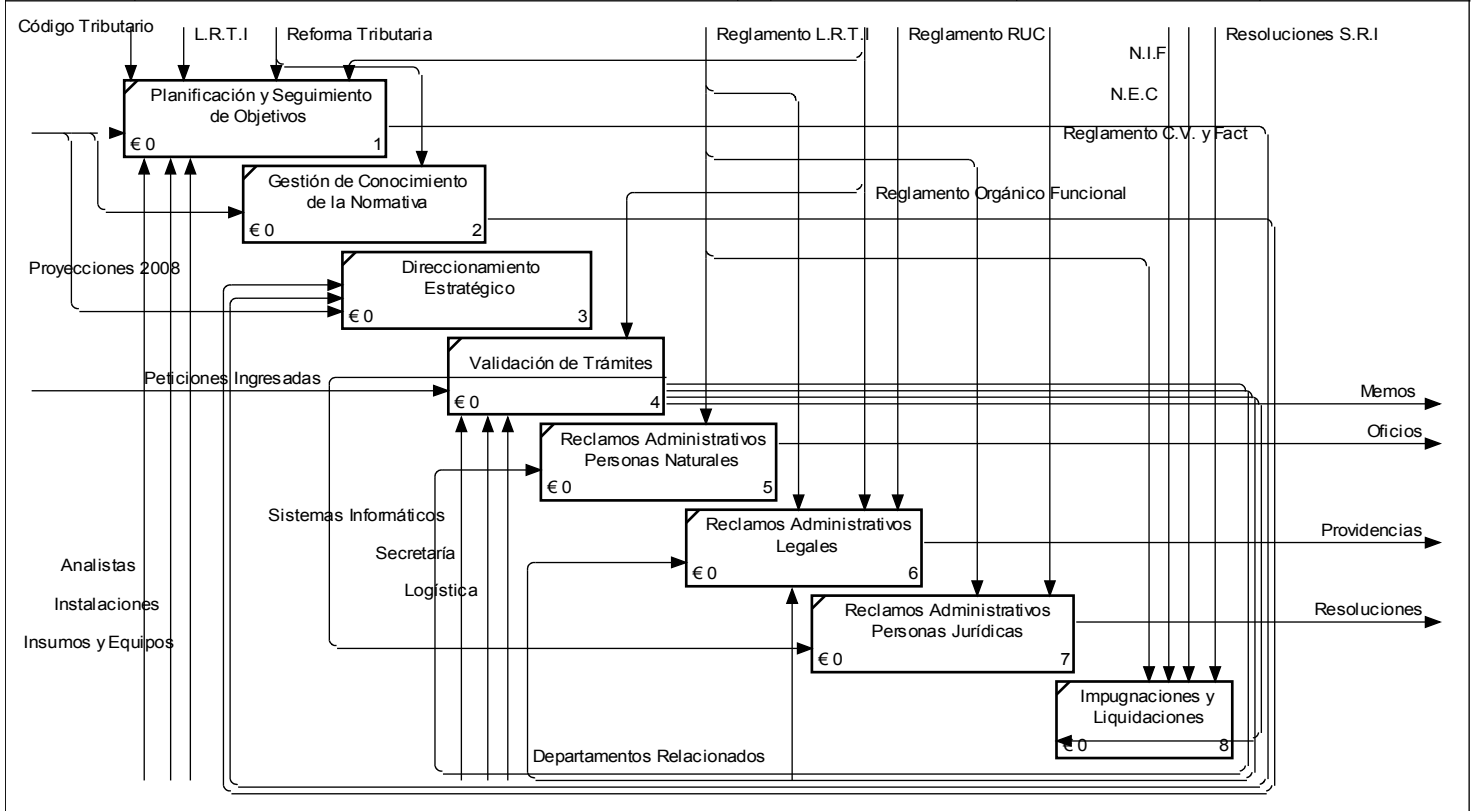 Código Tributario
L.R.T.I
Reforma Tributaria
Reglamento L.R.T.I
Reglamento RUC
Resoluciones S.R.I
N.I.F
N.E.C
Reglamento C.V. y Fact
Planificación y Seguimiento
de Objetivos
€ 0 1
Gestión de Conocimiento
de la Normativa
€ 0 2
Reglamento Orgánico Funcional
Proyecciones 2008
Direccionamiento
Estratégico
€ 0 3
Validación de Trámites
€ 0 4
Peticiones Ingresadas
Memos
Oficios
Reclamos Administrativos
Personas Naturales
€ 0 5
Sistemas Informáticos
Secretaría
Logística
Reclamos Administrativos
Legales
€ 0 6
Providencias
Analistas
Instalaciones
Insumos y Equipos
Reclamos Administrativos
Personas Jurídicas
€ 0 7
Resoluciones
Impugnaciones y
Liquidaciones
€ 0 8
Departamentos Relacionados